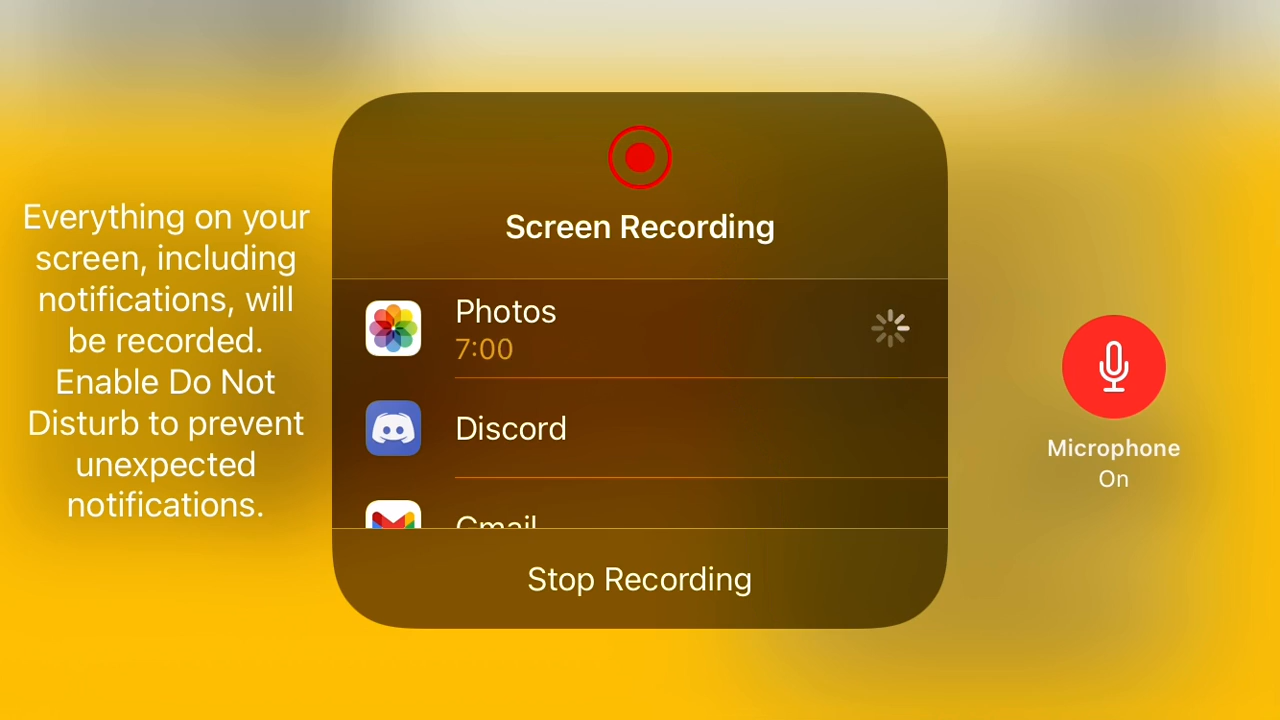 Everything on your
screen, including
notifications, will
be recorded.
Enable Do Not
Disturb to prevent
unexpected
notifications.
Screen Recording
Photos
7:00
Discord
Gmail
Stop Recording
Microphone
On